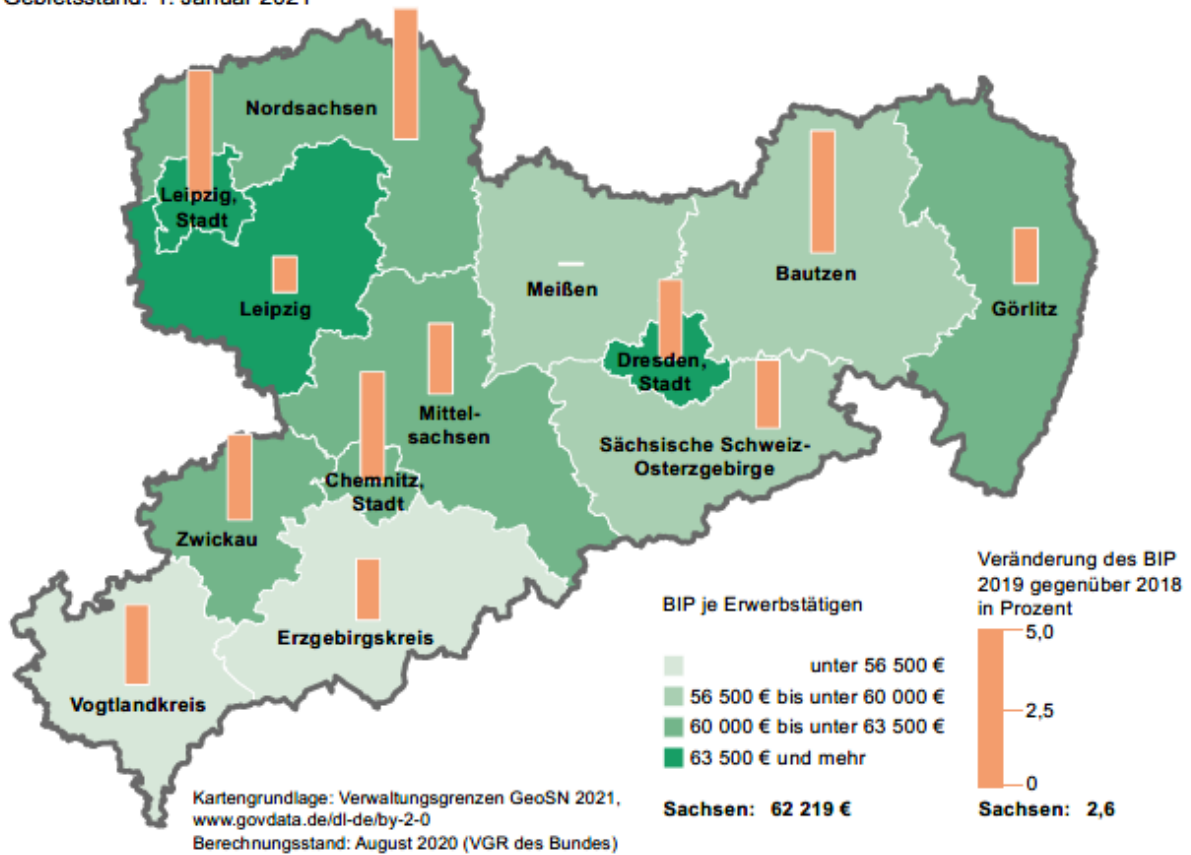 Gebietsstand: 1. Januar 2021
Nordsachsen
Leipzig,
Stadt
Leipzig
Meißen
Bautzen
Görlitz
Dresden,
Stadt
Mittel-
sachsen
Sächsische Schweiz-
Osterzgebirge
Chemnitz,
Stadt
Zwickau
Erzgebirgskreis
Vogtlandkreis
BIP je Erwerbstätigen
unter 56 500 €
56 500 € bis unter 60 000 €
60 000 € bis unter 63 500 €
63 500 € und mehr
Sachsen: 62 219 €
Veränderung des BIP
2019 gegenüber 2018
in Prozent
5,0
2,5
0
Sachsen: 2,6
Kartengrundlage: Verwaltungsgrenzen GeoSN 2021,
www.govdata.de/dl-de/by-2-0
Berechnungsstand: August 2020 (VGR des Bundes)